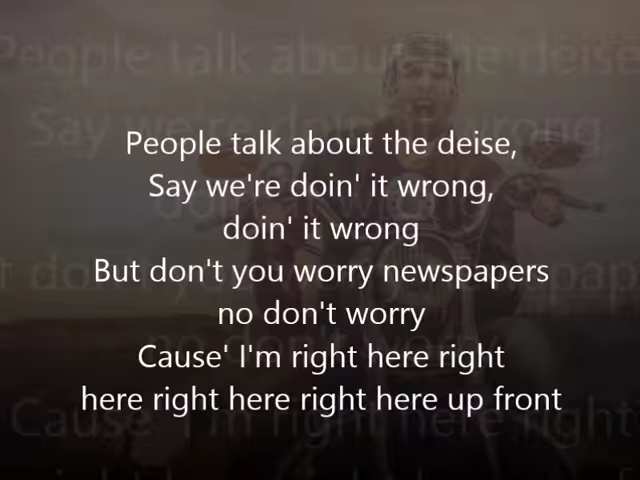 People talk about the deise,
Say we're doin' it wrong,
doin' it wrong
But don't you worry newspapers
no don't worry
Cause' I'm right here right
here right here right here up front